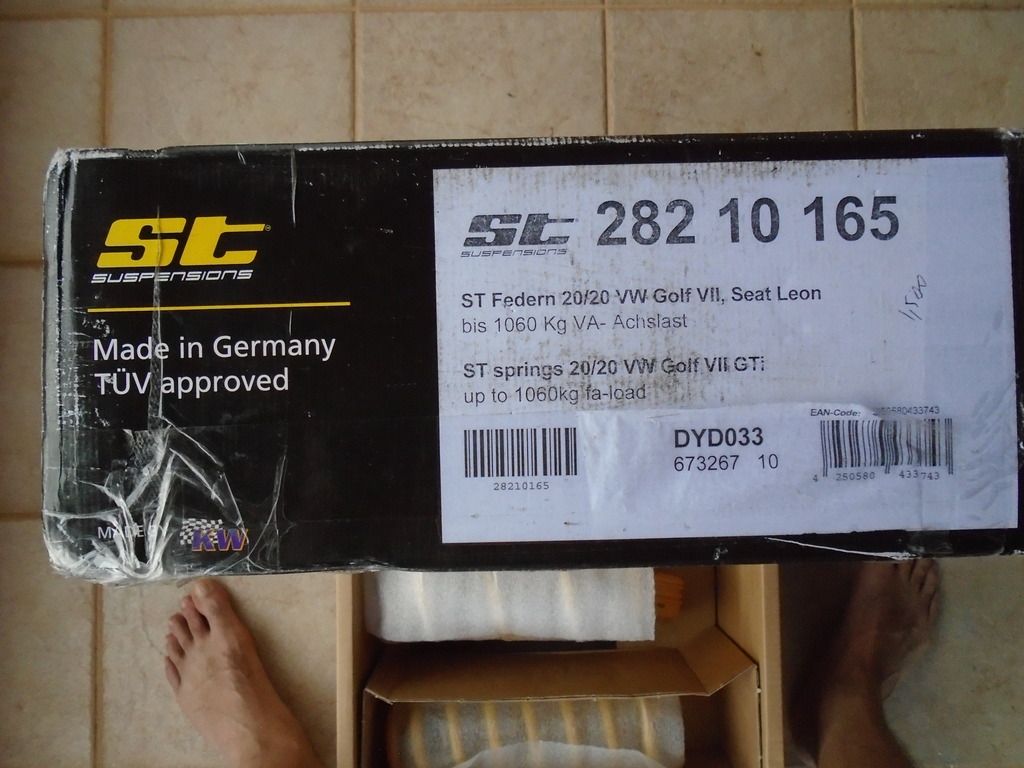 st
SUSPENSIONS
Made in Germany
TÜV approved
KW
st 282 10 165
SUSPENSIONS
ST Federn 20/20 VW Golf VII, Seat Leon
bis 1060 Kg VA- Achslast
ST springs 20/20 VW Golf VII GTi
up to 1060kg fa-load
EAN-Code:
DYD033
673267 10
28210165
4 250580 433743